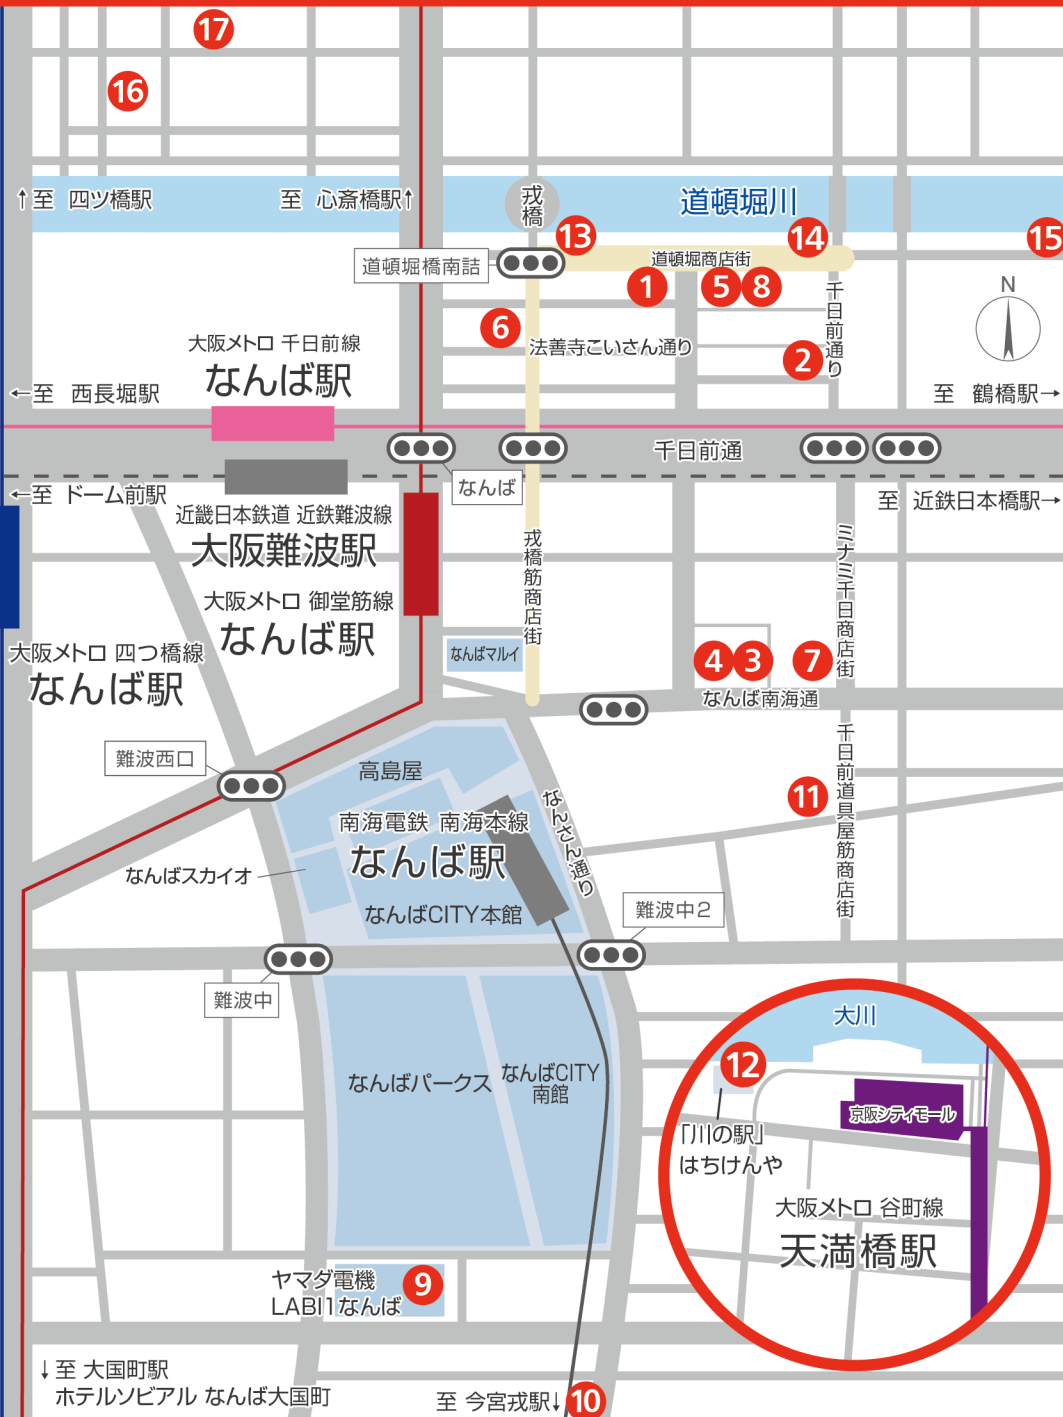 17
16
↑至 四ツ橋駅
至 心斎橋駅↑
戎橋
道頓堀川
13
14
15
道頓堀橋南詰
道頓堀商店街
1
5
8
N
6
法善寺こいさん通り
千日前通り
2
大阪メトロ 千日前線
なんば駅
←至 西長堀駅
至 鶴橋駅→
千日前通
なんば
←至 ドーム前駅
至 近鉄日本橋駅→
近畿日本鉄道 近鉄難波線
大阪難波駅
戎橋筋商店街
ミナミ千日商店街
大阪メトロ 御堂筋線
なんば駅
大阪メトロ 四つ橋線
なんば駅
なんばマルイ
4
3
7
なんば南海通
難波西口
高島屋
千日前道具屋筋商店街
11
なんさん通り
南海電鉄 南海本線
なんば駅
なんばスカイオ
なんばCITY本館
難波中2
難波中
大川
12
なんばパークス
なんばCITY
南館
京阪シティモール
「川の駅」
はちけんや
大阪メトロ 谷町線
天満橋駅
ヤマダ電機
LABI1なんば
9
↓至 大国町駅
ホテルソビアル なんば大国町
至 今宮戎駅↓
10